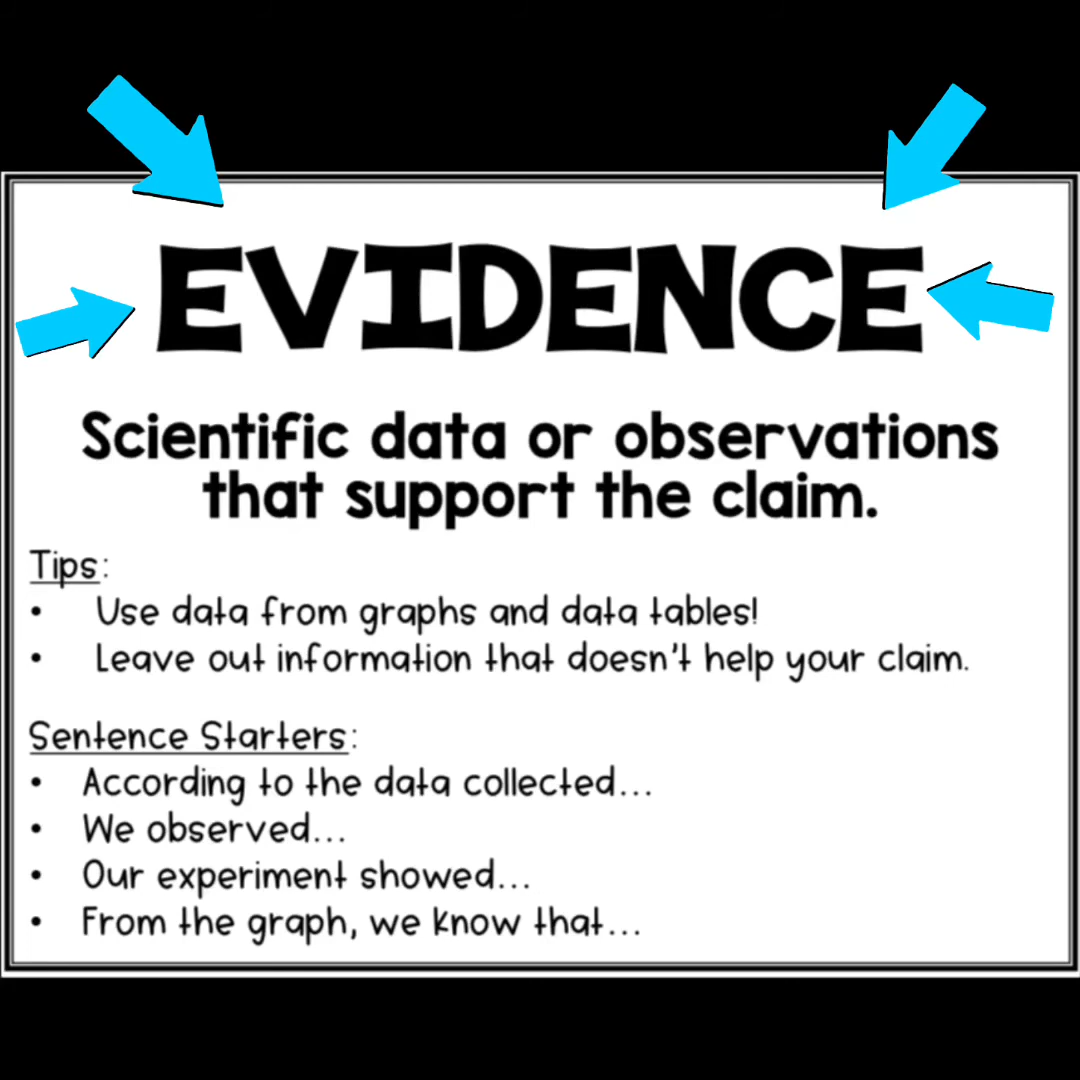 EVIDENCE
Scientific data or observations
that support the claim.
Tips:
• Use data from graphs and data tables!
• Leave out information that doesn't help your claim.
Sentence Starters:
• According to the data collected...
• We observed...
• Our experiment showed...
• From the graph, we know that...